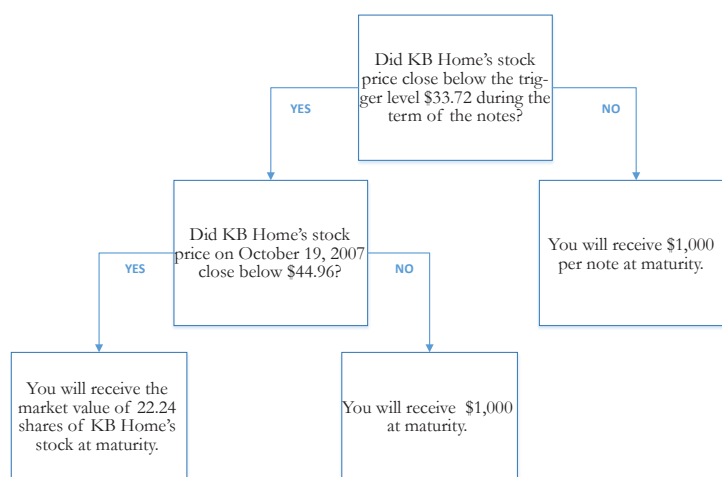 Did KB Home's stock
price close below the trig-
ger level $33.72 during the
term of the notes?
YES
NO
Did KB Home's stock
price on October 19, 2007
close below $44.96?
You will receive $1,000
per note at maturity.
YES
NO
You will receive the
market value of 22.24
shares of KB Home's
stock at maturity.
You will receive $1,000
at maturity.